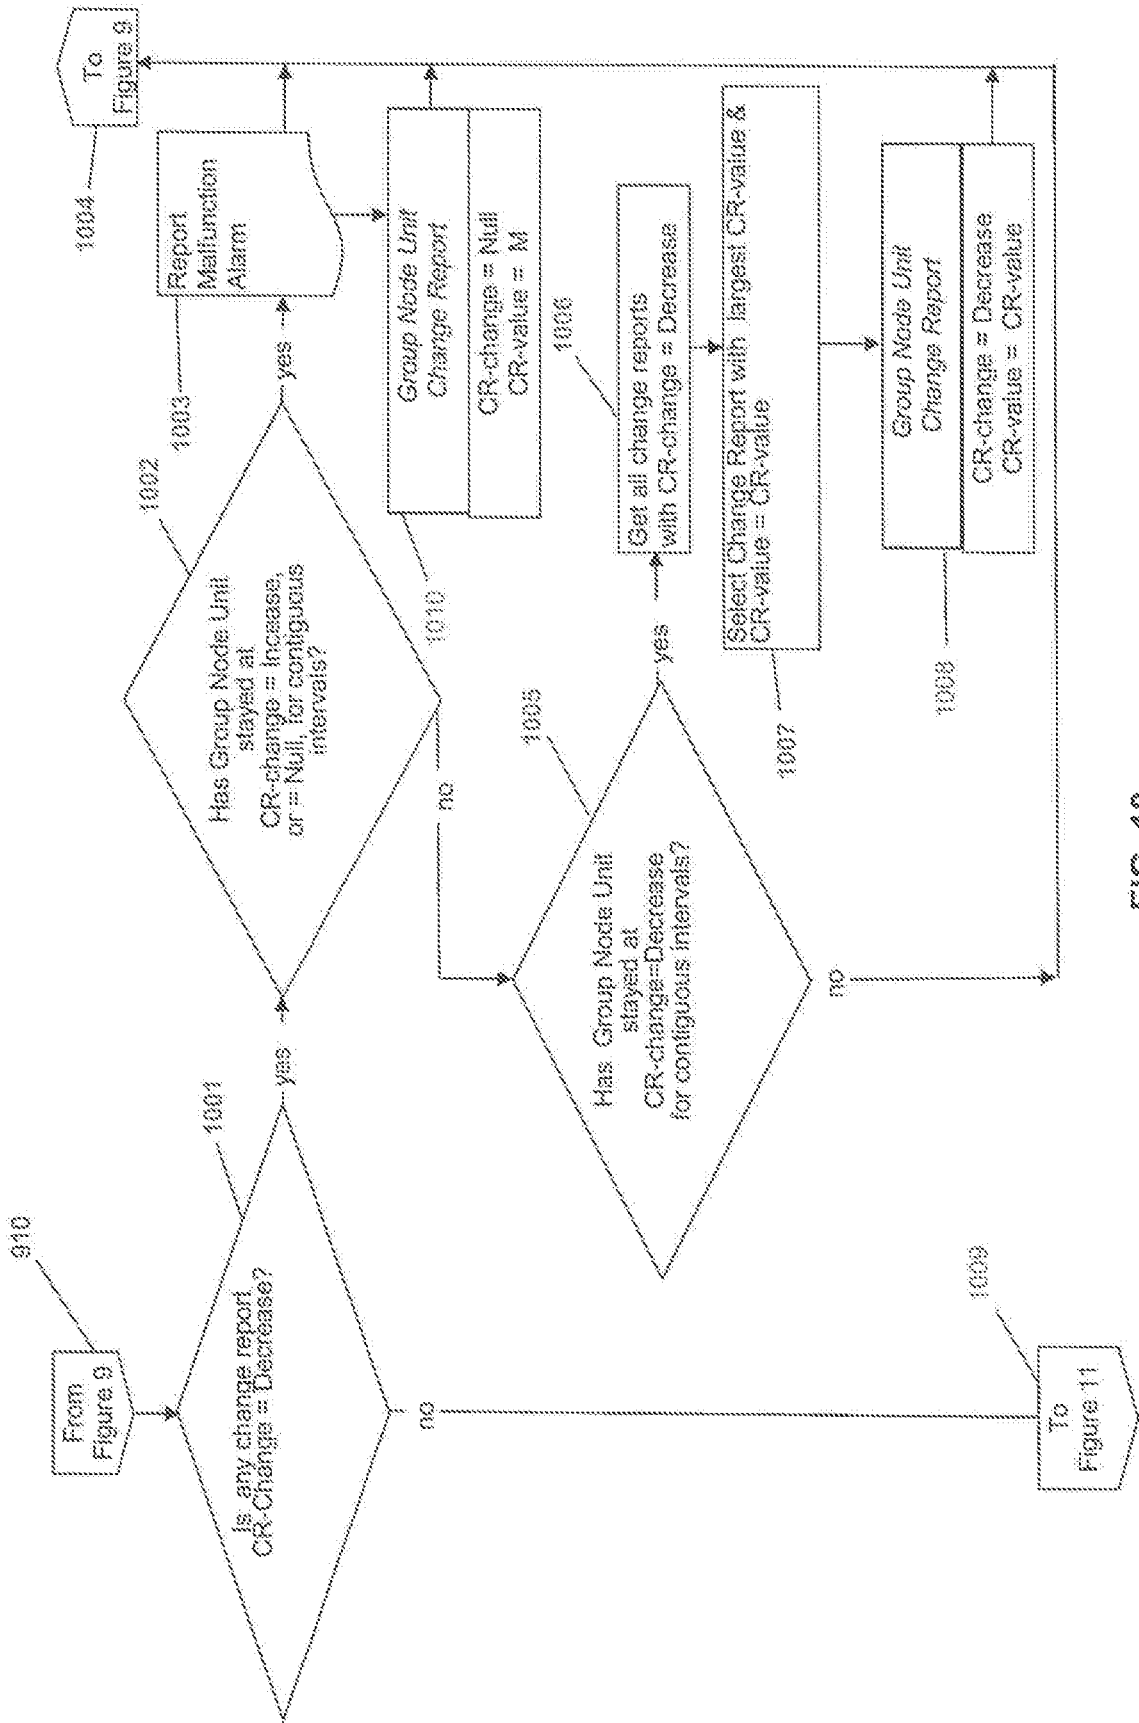 From
Figure 9
910
Is any change report
CR-Change = Decrease?
1001
yes
no
Has Group Node Unit
stayed at
CR-change = Incease,
or = Null, for contiguous
intervals?
1002
yes
no
Report
Malfunction
Alarm
1003
To
Figure 9
1004
Group Node Unit
Change Report
CR-change = Null
CR-value = M
1010
Has Group Node Unit
stayed at
CR-change=Decrease
for contiguous intervals?
1005
yes
no
Get all change reports
with CR-change = Decrease
1006
Select Change Report with largest CR-value &
CR-value = CR-value
1007
Group Node Unit
Change Report
CR-change = Decrease
CR-value = CR-value
1008
To
Figure 11
1009